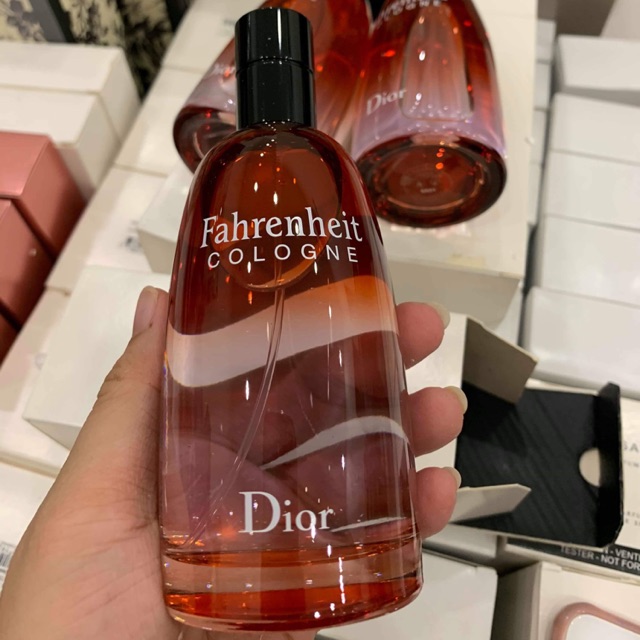 Fahrenheit
COLOGNE
Dior
Dior
TESTER - NOT FOR